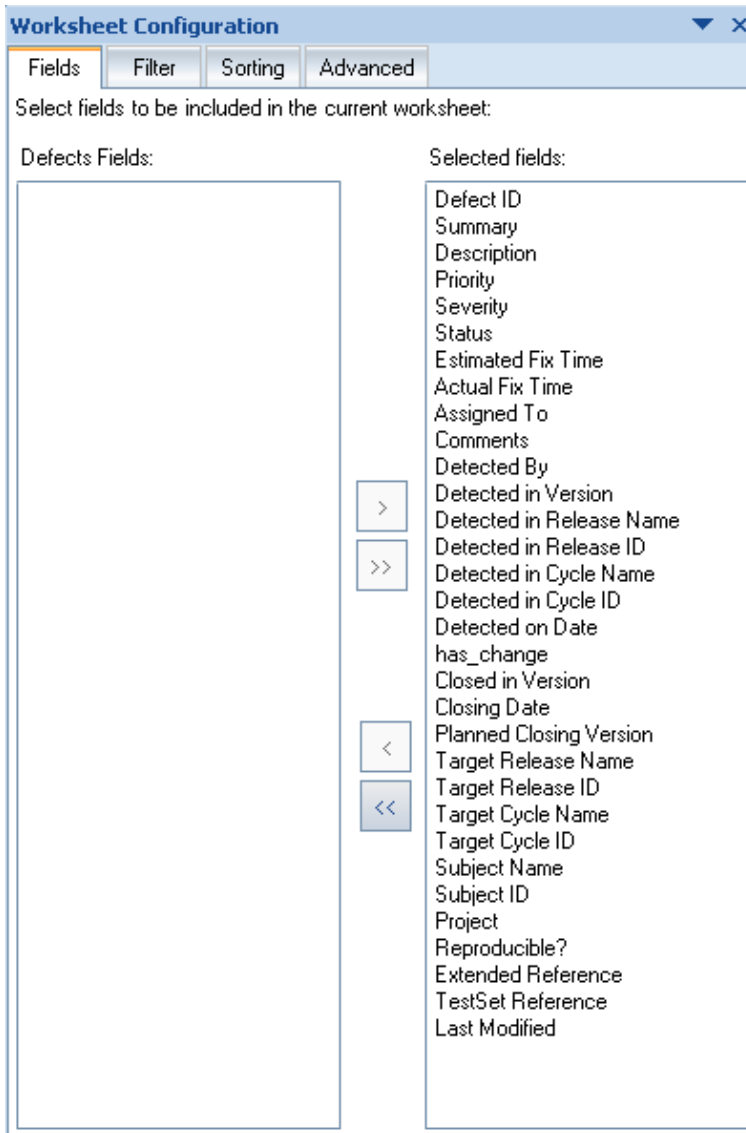 Worksheet Configuration
Fields Filter Sorting Advanced
Select fields to be included in the current worksheet:
Defects Fields: Selected fields:
Defect ID
Summary
Description
Priority
Severity
Status
Estimated Fix Time
Actual Fix Time
Assigned To
Comments
Detected By
Detected in Version
>
Detected in Release Name
Detected in Release ID
>>
Detected in Cycle Name
Detected in Cycle ID
Detected on Date
has_change
Closed in Version
Closing Date
Planned Closing Version
<
Target Release Name
Target Release ID
<<
Target Cycle Name
Target Cycle ID
Subject Name
Subject ID
Project
Reproducible?
Extended Reference
TestSet Reference
Last Modified